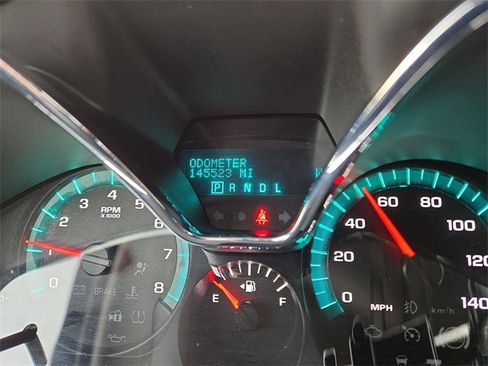 ODOMETER
145523 MI W
P R N D L
0 1 2 3 4 5 6 7 8
RPM
X 1000
BRAKE
E F
0 20 40 60 80 100 120 140
MPH
km/h